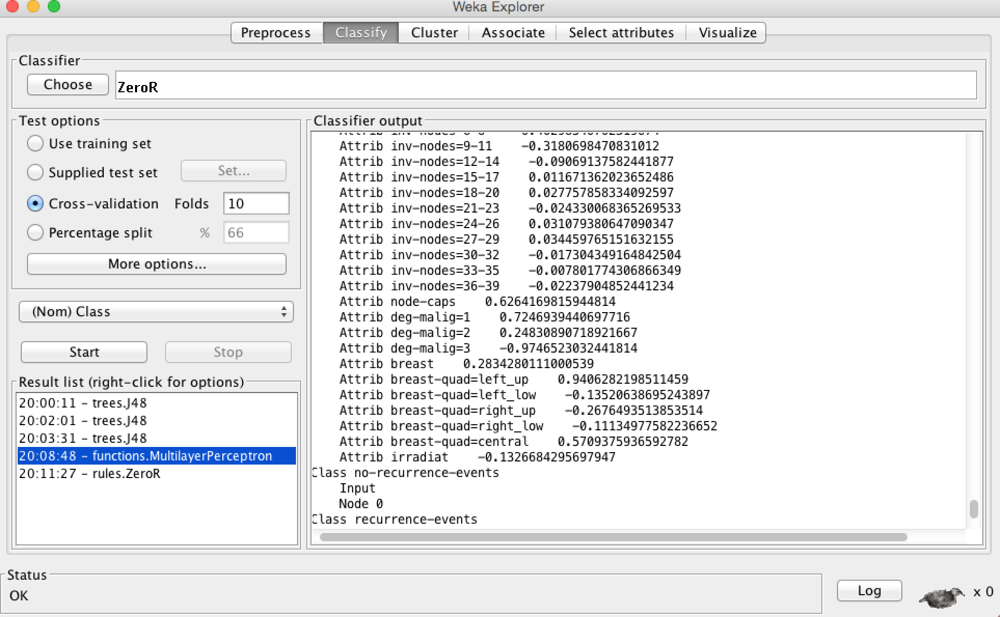 Weka Explorer
Preprocess Classify Cluster Associate Select attributes Visualize
Classifier
Choose ZeroR
Test options
Use training set
Supplied test set Set...
Cross-validation Folds 10
Percentage split % 66
More options...
(Nom) Class
Start Stop
Result list (right-click for options)
20:00:11 - trees.J48
20:02:01 - trees.J48
20:03:31 - trees.J48
20:08:48 - functions.MultilayerPerceptron
20:11:27 - rules.ZeroR
Classifier output
Attrib inv-nodes=9-11 -0.3180698470831012
Attrib inv-nodes=12-14 -0.09069137582441877
Attrib inv-nodes=15-17 0.011671362023652486
Attrib inv-nodes=18-20 0.027757858334092597
Attrib inv-nodes=21-23 -0.024330068365269533
Attrib inv-nodes=24-26 0.031079380647090347
Attrib inv-nodes=27-29 0.034459765151632155
Attrib inv-nodes=30-32 -0.017304349164842504
Attrib inv-nodes=33-35 -0.007801774306866349
Attrib inv-nodes=36-39 -0.02237904852441234
Attrib node-caps 0.6264169815944814
Attrib deg-malig=1 0.7246939440697716
Attrib deg-malig=2 0.24830890718921667
Attrib deg-malig=3 -0.9746523032441814
Attrib breast 0.2834280111000539
Attrib breast-quad=left_up 0.9406282198511459
Attrib breast-quad=left_low -0.13520638695243897
Attrib breast-quad=right_up -0.2676493513853514
Attrib breast-quad=right_low -0.11134977582236652
Attrib breast-quad=central 0.5709375936592782
Attrib irradiat -0.1326684295697947
Class no-recurrence-events
Input
Node 0
Class recurrence-events
Status
OK
Log
x 0